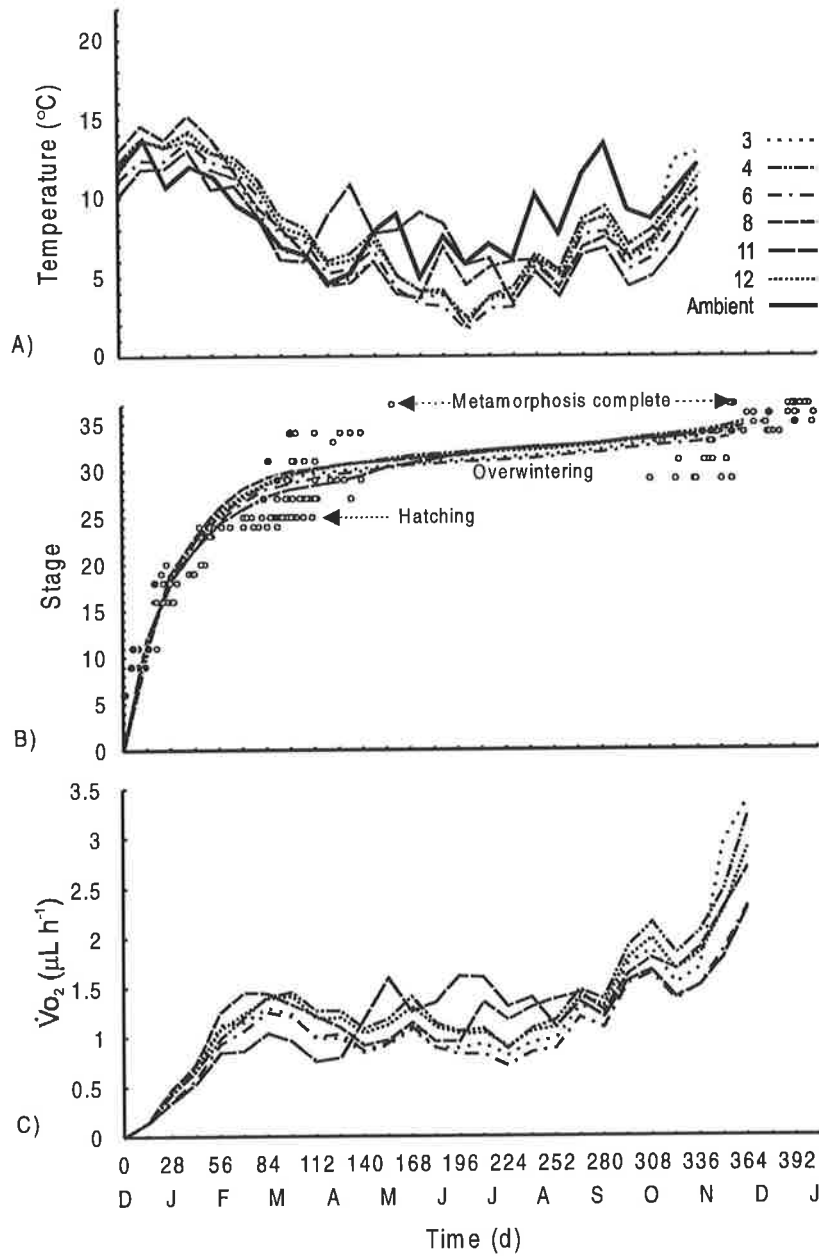 20
15
10
5
0
Temperature (°C)
3
4
6
8
11
12
Ambient
A)
35
30
25
20
15
10
5
0
Stage
Metamorphosis complete
Overwintering
Hatching
B)
3.5
3
2.5
2
1.5
1
0.5
0
V̇o₂ (µL h⁻¹)
C)
0 28 56 84 112 140 168 196 224 252 280 308 336 364 392
D J F M A M J J A S O N D J
Time (d)